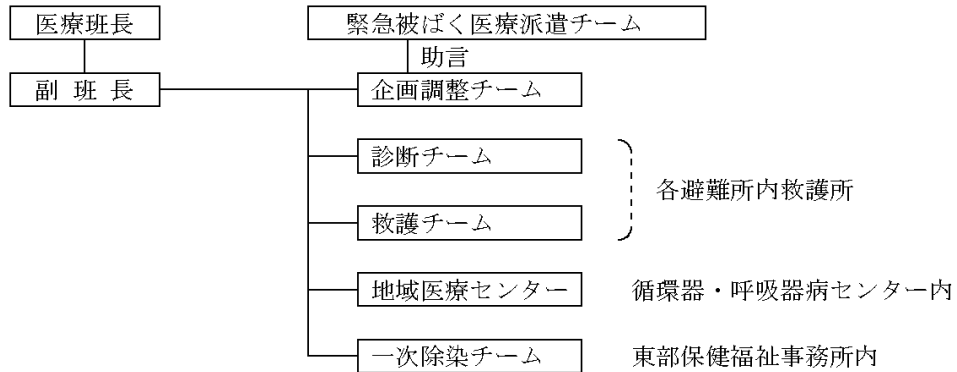 医療班長
緊急被ばく医療派遣チーム
助言
副班長
企画調整チーム
診断チーム
各避難所内救護所
救護チーム
地域医療センター
循環器・呼吸器病センター内
一次除染チーム
東部保健福祉事務所内